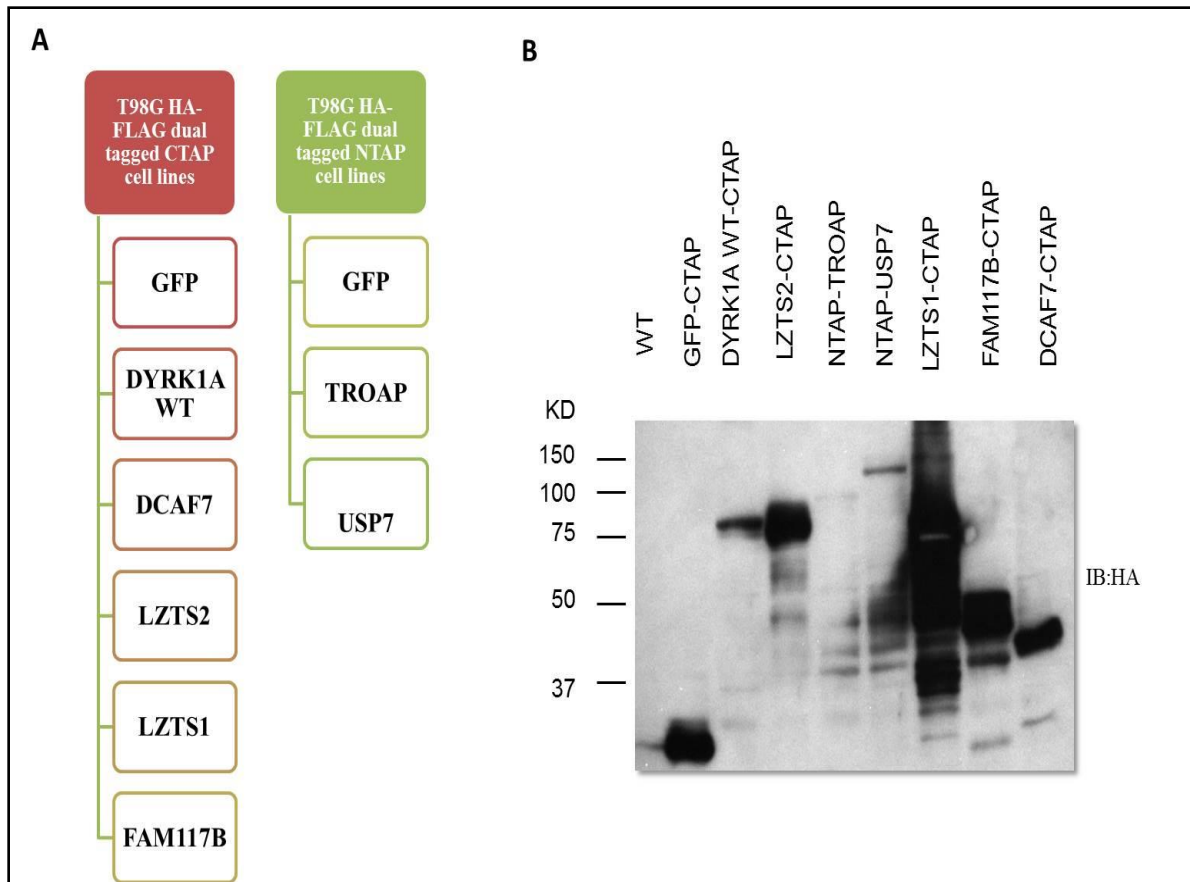 A
T98G HA-
FLAG dual
tagged CTAP
cell lines
GFP
DYRK1A
WT
DCAF7
LZTS2
LZTS1
FAM117B
T98G HA-
FLAG dual
tagged NTAP
cell lines
GFP
TROAP
USP7
B
WT
GFP-CTAP
DYRK1A WT-CTAP
LZTS2-CTAP
NTAP-TROAP
NTAP-USP7
LZTS1-CTAP
FAM117B-CTAP
DCAF7-CTAP
KD
150
100
75
50
37
IB:HA